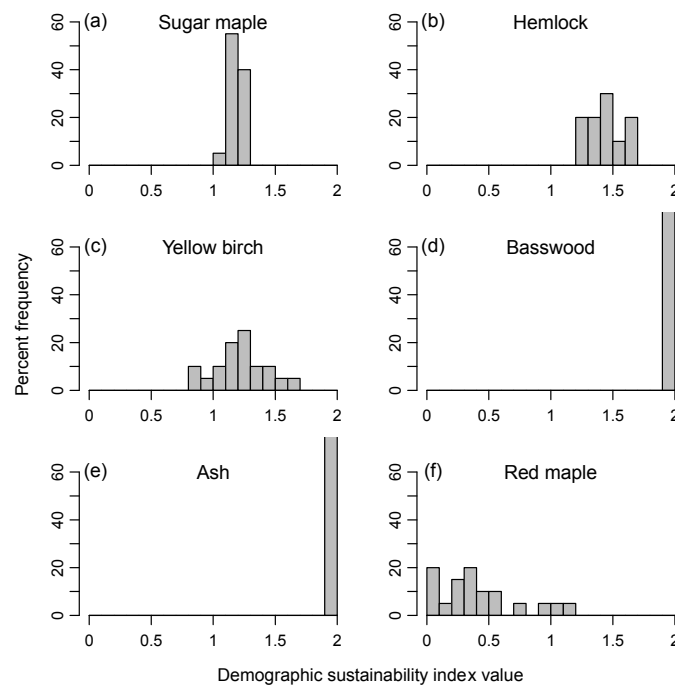 (a) Sugar maple
60
40
20
0
0 0.5 1 1.5 2
(b) Hemlock
60
40
20
0
0 0.5 1 1.5 2
(c) Yellow birch
60
40
20
0
0 0.5 1 1.5 2
(d) Basswood
60
40
20
0
0 0.5 1 1.5 2
(e) Ash
60
40
20
0
0 0.5 1 1.5 2
(f) Red maple
60
40
20
0
0 0.5 1 1.5 2
Percent frequency
Demographic sustainability index value